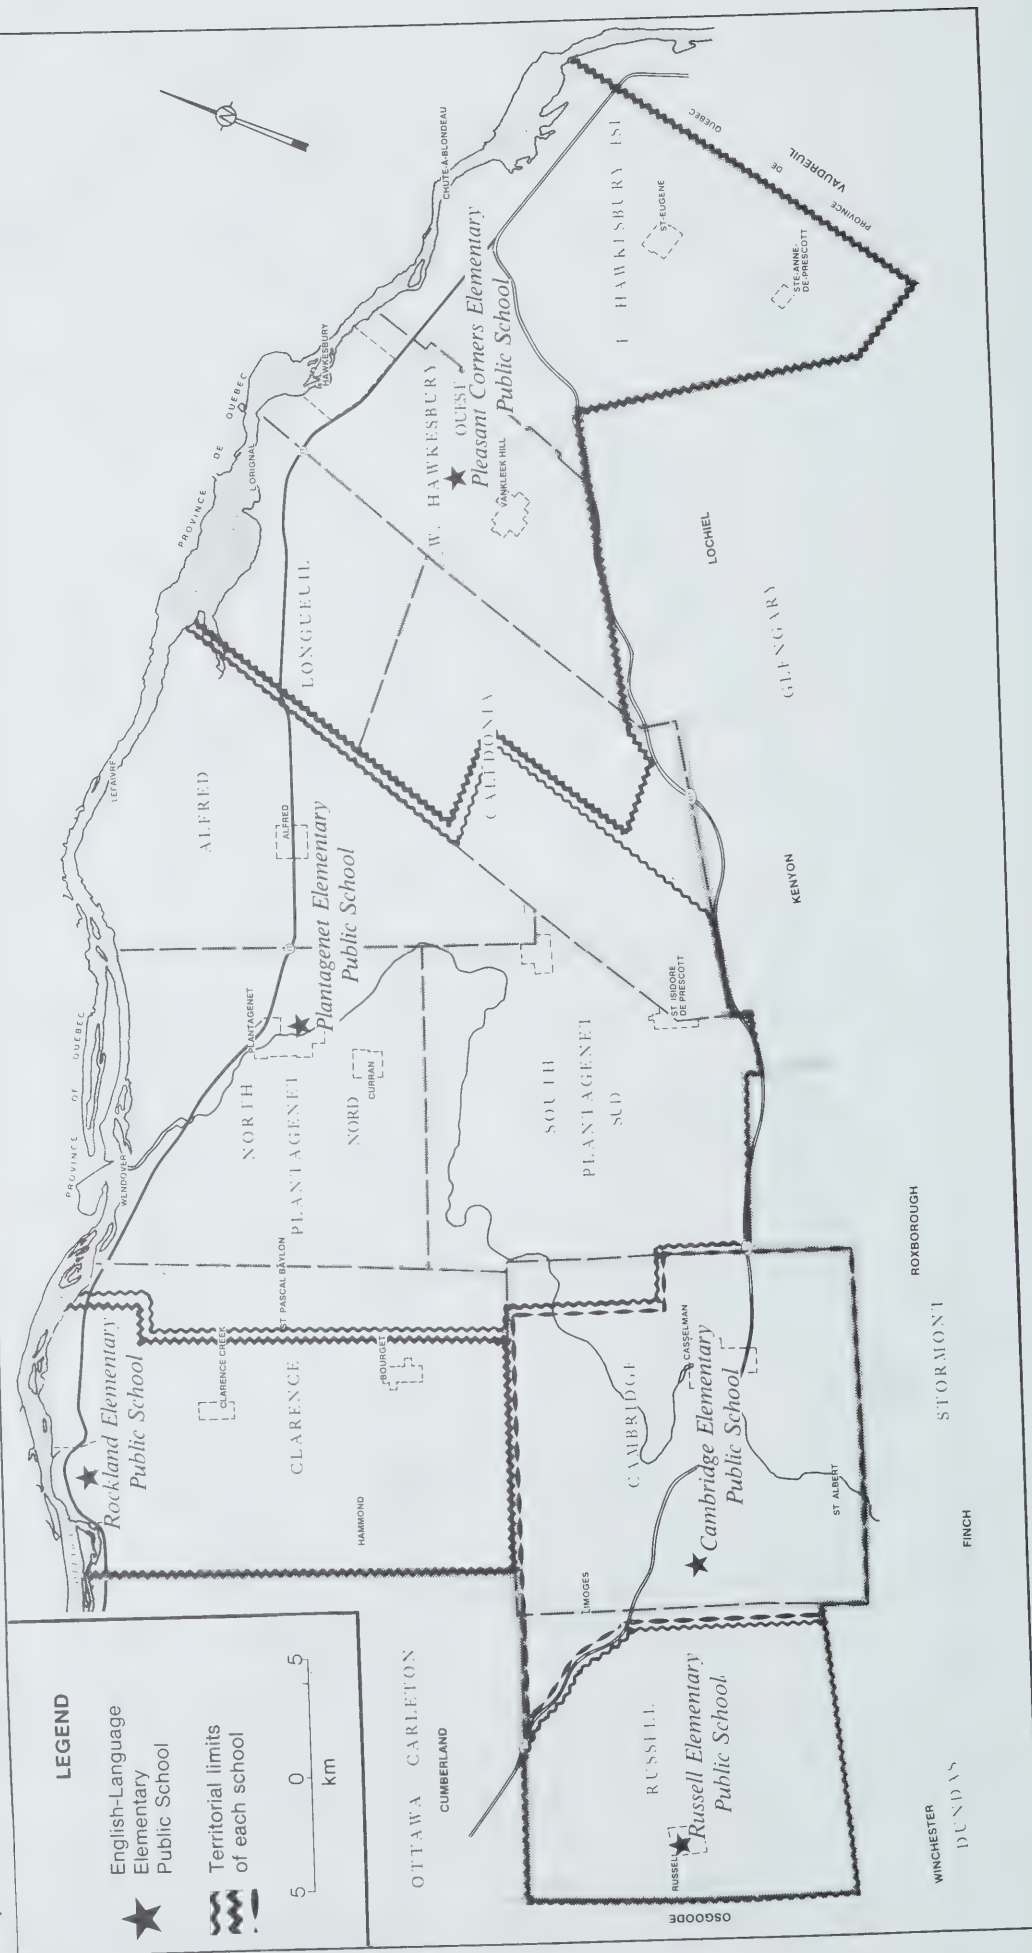 LEGEND
English-Language
Elementary
Public School
Territorial limits
of each school
5 0 5
km
OTTAWA CARLETON
CUMBERLAND
OSGOODE
RUSSELL
RUSSELL
Russell Elementary
Public School
WINCHESTER
DUNDAS
FINCH
STORMONT
ROXBOROUGH
LIMOGES
CAMBRIDGE
CASSELMAN
Cambridge Elementary
Public School
ST ALBERT
Rockland Elementary
Public School
CLARENCE CREEK
CLARENCE
BOURGET
HAMMOND
ST PASCAL BAYLON
PROVINCE DE QUEBEC
WENDOVER
NORTH
PLANTAGENET
NORD
PLANTAGENET
CURRAN
Plantagenet Elementary
Public School
SOUTH
PLANTAGENET
SUD
ST ISIDORE
DE PRESCOTT
ALFRED
ALFRED
LEFAIVRE
LONGUEUIL
CALEDONIA
KENYON
GLENGARY
LOCHIEL
PROVINCE DE QUEBEC
LORIGNAL
HAWKESBURY
W. HAWKESBURY
OUEST
Pleasant Corners Elementary
Public School
VANKLEEK HILL
CHUTE-A-BLONDEAU
HAWKESBURY EST
ST-EUGENE
STE-ANNE-
DE-PRESCOTT
PROVINCE DE QUEBEC
VAUDREUIL
N